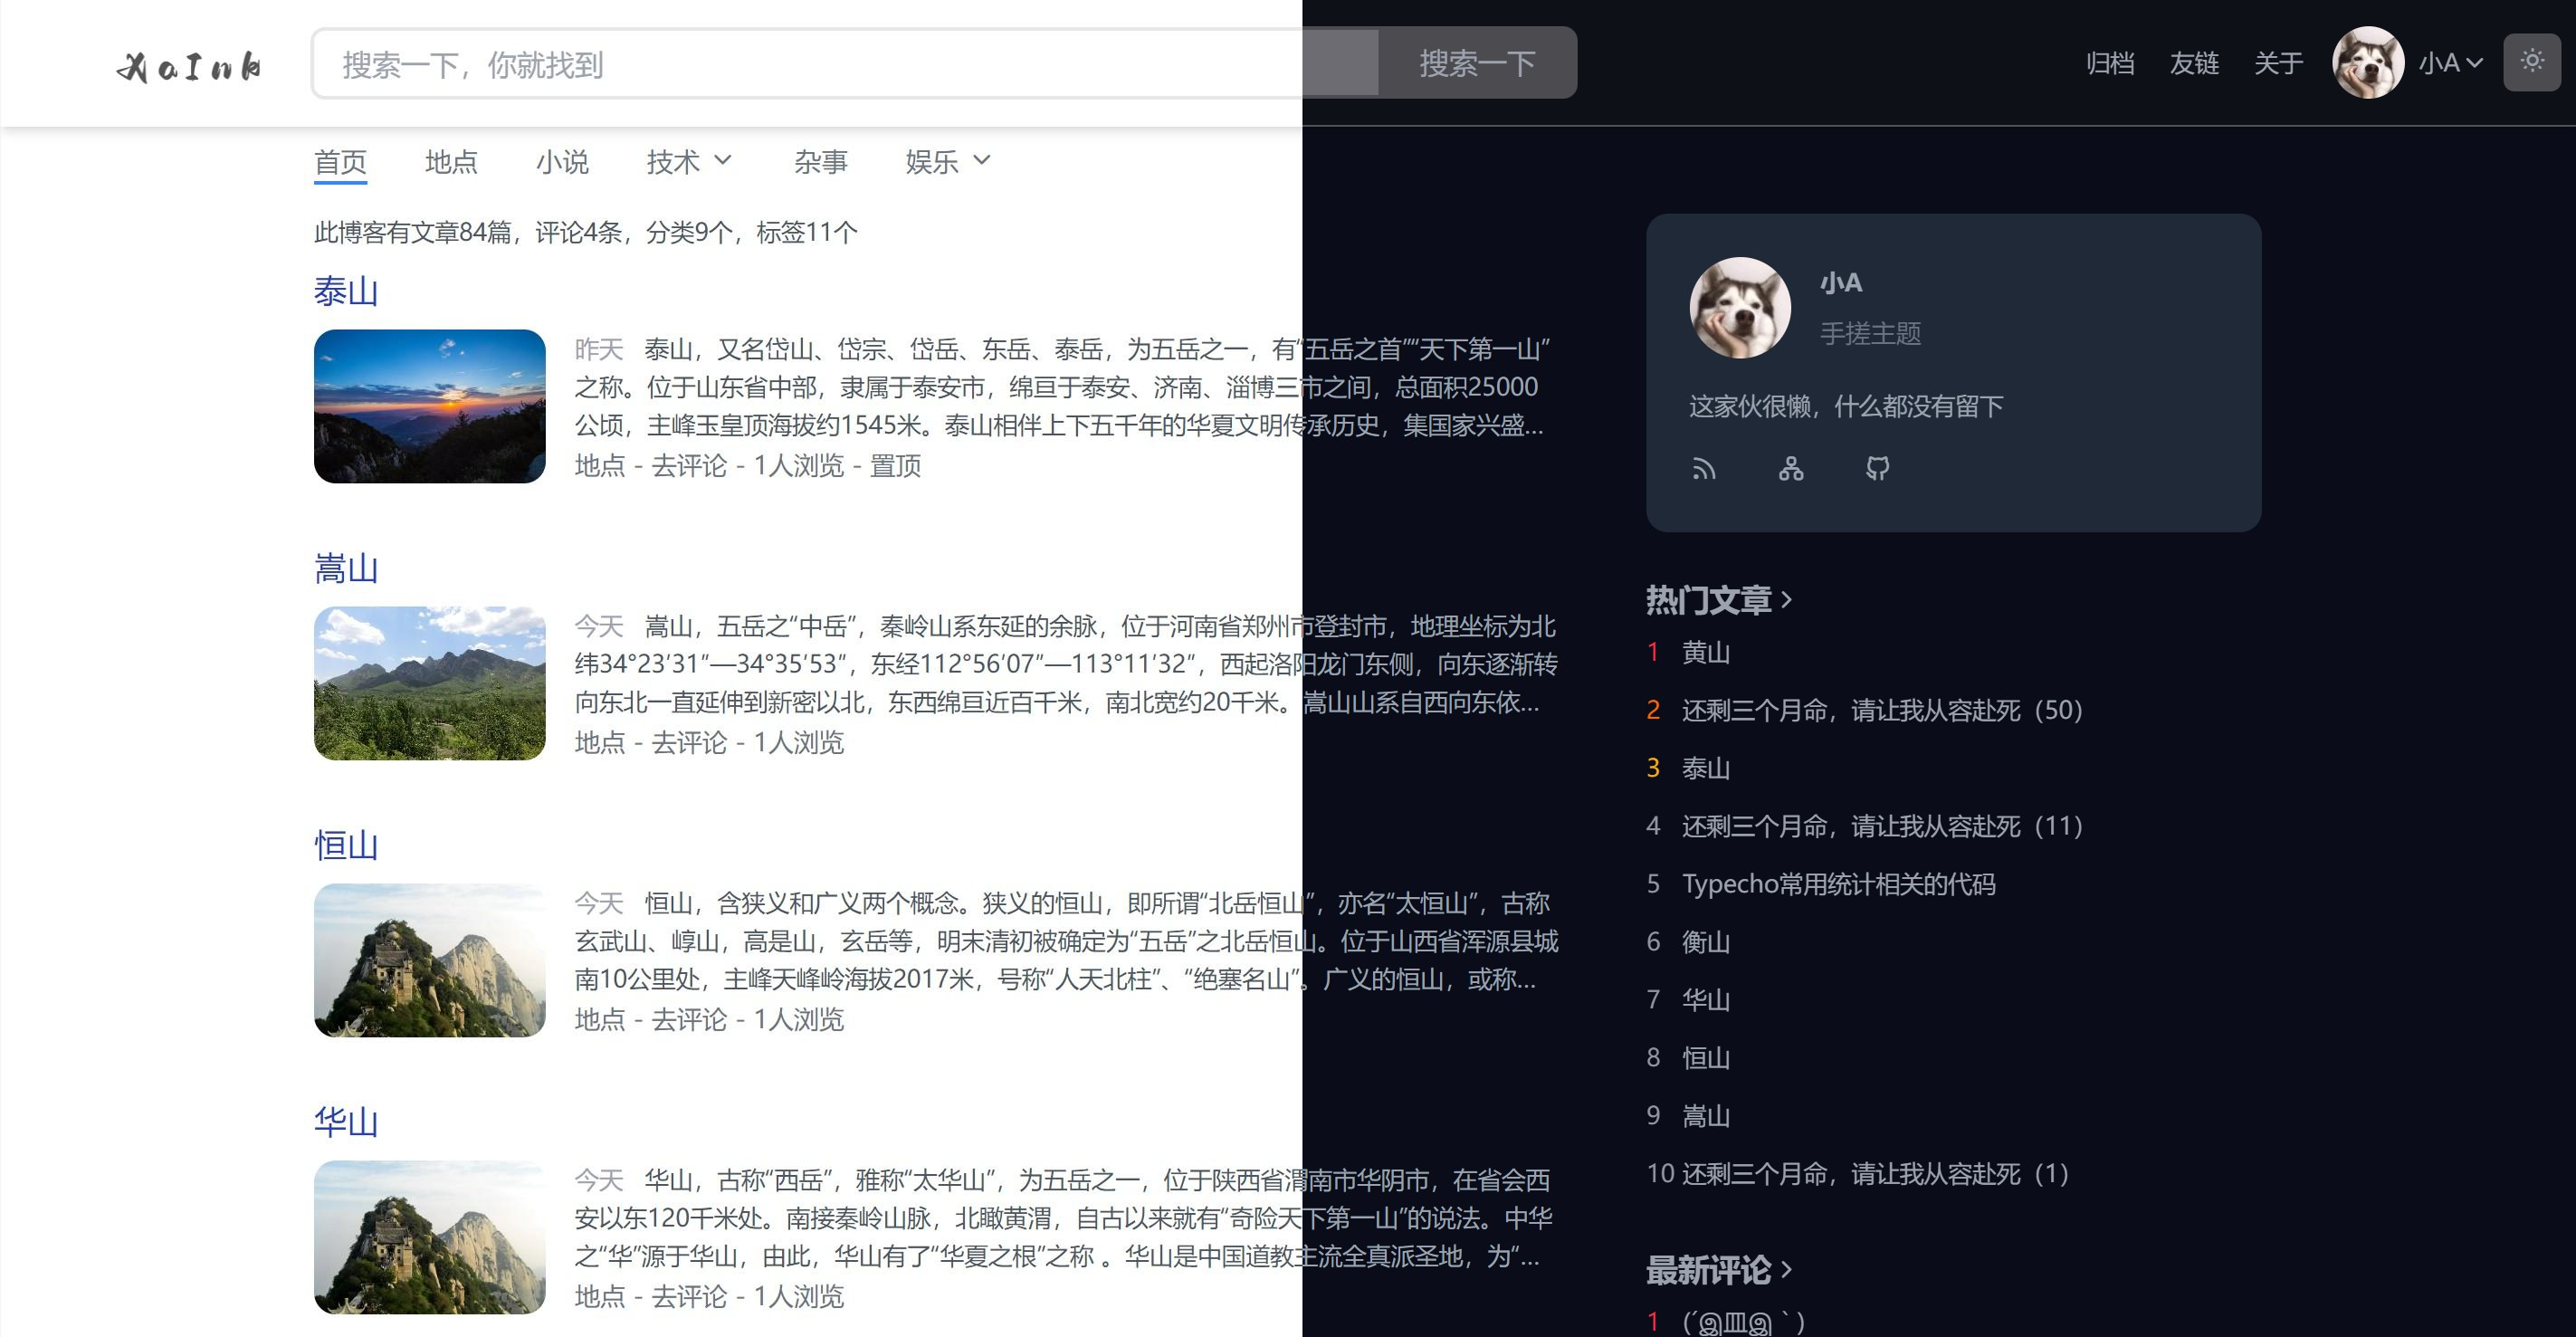 XaInk
搜索一下，你就找到
搜索一下
归档 友链 关于 小A
首页 地点 小说 技术 杂事 娱乐
此博客有文章84篇，评论4条，分类9个，标签11个
泰山
昨天 泰山，又名岱山、岱宗、岱岳、东岳、泰岳，为五岳之一，有“五岳之首”“天下第一山”
之称。位于山东省中部，隶属于泰安市，绵亘于泰安、济南、淄博三市之间，总面积25000
公顷，主峰玉皇顶海拔约1545米。泰山相伴上下五千年的华夏文明传承历史，集国家兴盛...
地点 - 去评论 - 1人浏览 - 置顶
嵩山
今天 嵩山，五岳之“中岳”，秦岭山系东延的余脉，位于河南省郑州市登封市，地理坐标为北
纬34°23′31″—34°35′53″，东经112°56′07″—113°11′32″，西起洛阳龙门东侧，向东逐渐转
向东北一直延伸到新密以北，东西绵亘近百千米，南北宽约20千米。嵩山山系自西向东依...
地点 - 去评论 - 1人浏览
恒山
今天 恒山，含狭义和广义两个概念。狭义的恒山，即所谓“北岳恒山”，亦名“太恒山”，古称
玄武山、崞山，高是山，玄岳等，明末清初被确定为“五岳”之北岳恒山。位于山西省浑源县城
南10公里处，主峰天峰岭海拔2017米，号称“人天北柱”、“绝塞名山”。广义的恒山，或称...
地点 - 去评论 - 1人浏览
华山
今天 华山，古称“西岳”，雅称“太华山”，为五岳之一，位于陕西省渭南市华阴市，在省会西
安以东120千米处。南接秦岭山脉，北瞰黄渭，自古以来就有“奇险天下第一山”的说法。中华
之“华”源于华山，由此，华山有了“华夏之根”之称 。华山是中国道教主流全真派圣地，为“...
地点 - 去评论 - 1人浏览
小A
手搓主题
这家伙很懒，什么都没有留下
热门文章
1 黄山
2 还剩三个月命，请让我从容赴死（50）
3 泰山
4 还剩三个月命，请让我从容赴死（11）
5 Typecho常用统计相关的代码
6 衡山
7 华山
8 恒山
9 嵩山
10 还剩三个月命，请让我从容赴死（1）
最新评论
1 (´இ皿இ｀)